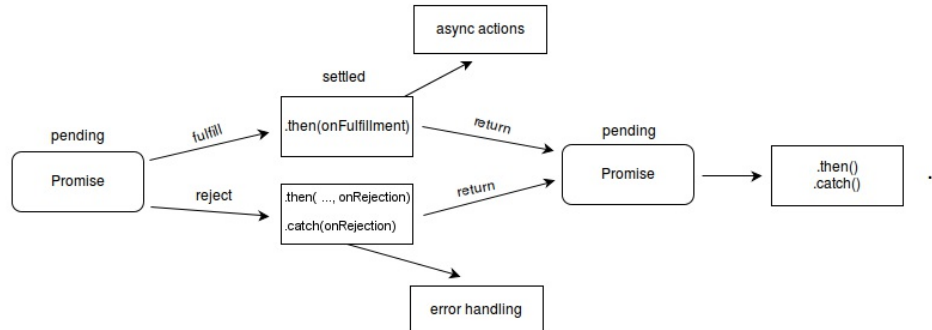 async actions
settled
.then(onFulfillment)
fulfill
return
pending
Promise
pending
Promise
.then()
.catch()
.
reject
.then( ..., onRejection)
.catch(onRejection)
return
error handling